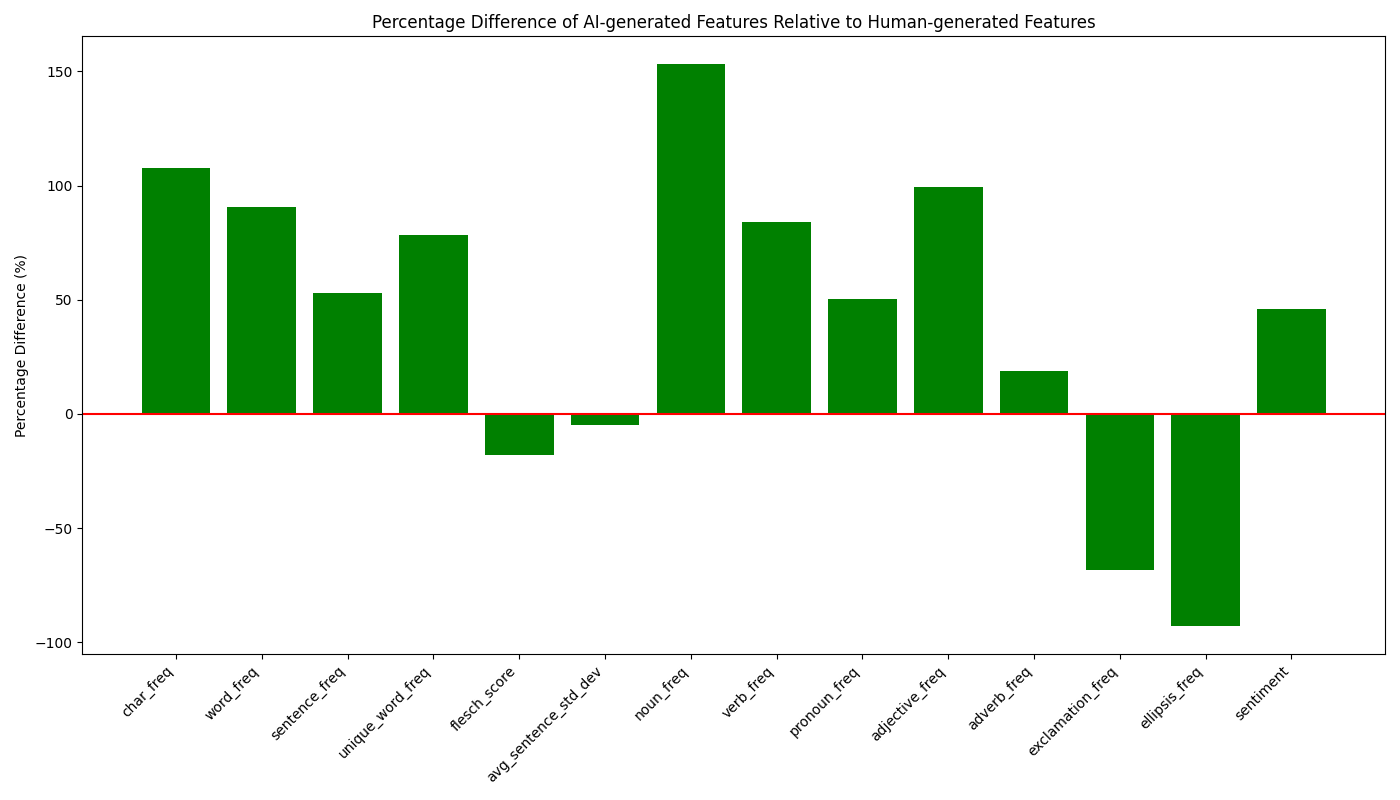 Percentage Difference of AI-generated Features Relative to Human-generated Features
Percentage Difference (%)
150
100
50
0
−50
−100
char_freq
word_freq
sentence_freq
unique_word_freq
flesch_score
avg_sentence_std_dev
noun_freq
verb_freq
pronoun_freq
adjective_freq
adverb_freq
exclamation_freq
ellipsis_freq
sentiment